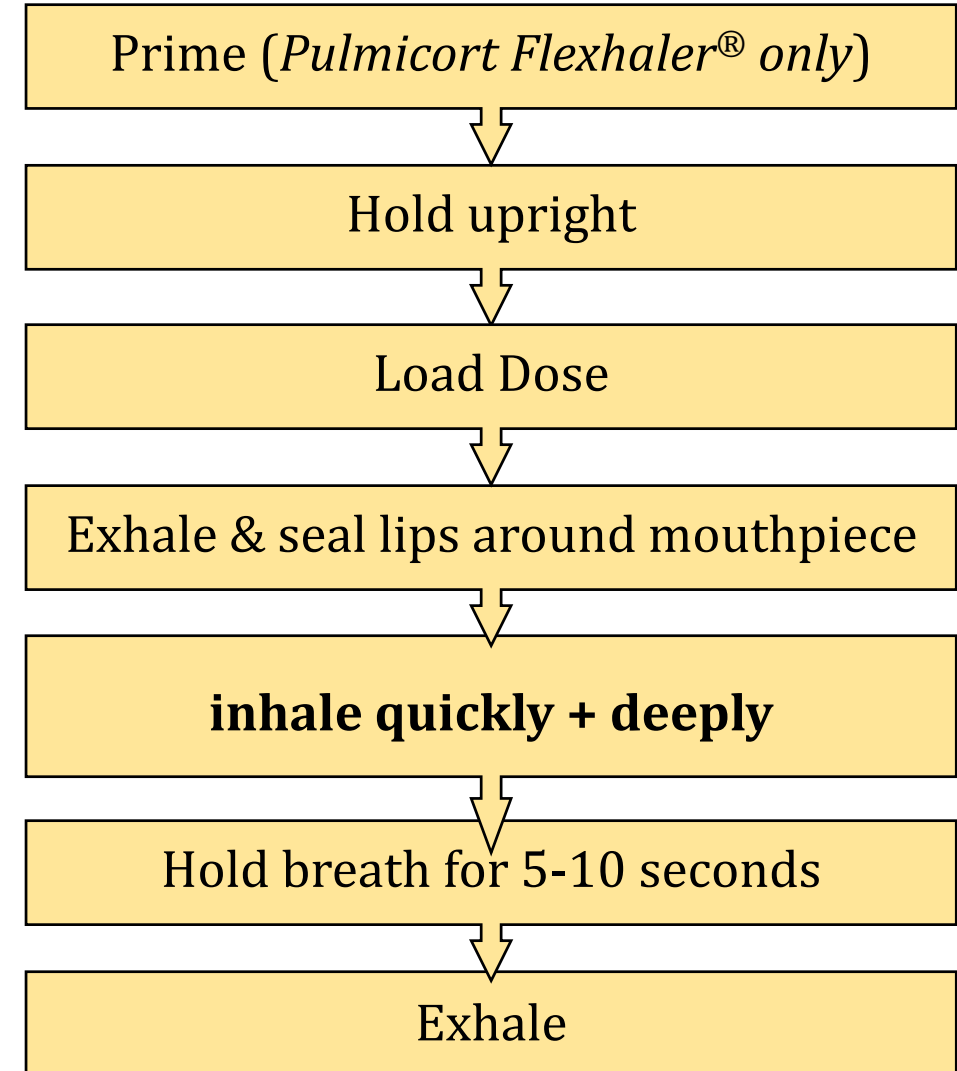 Prime (Pulmicort Flexhaler® only)
Hold upright
Load Dose
Exhale & seal lips around mouthpiece
inhale quickly + deeply
Hold breath for 5-10 seconds
Exhale